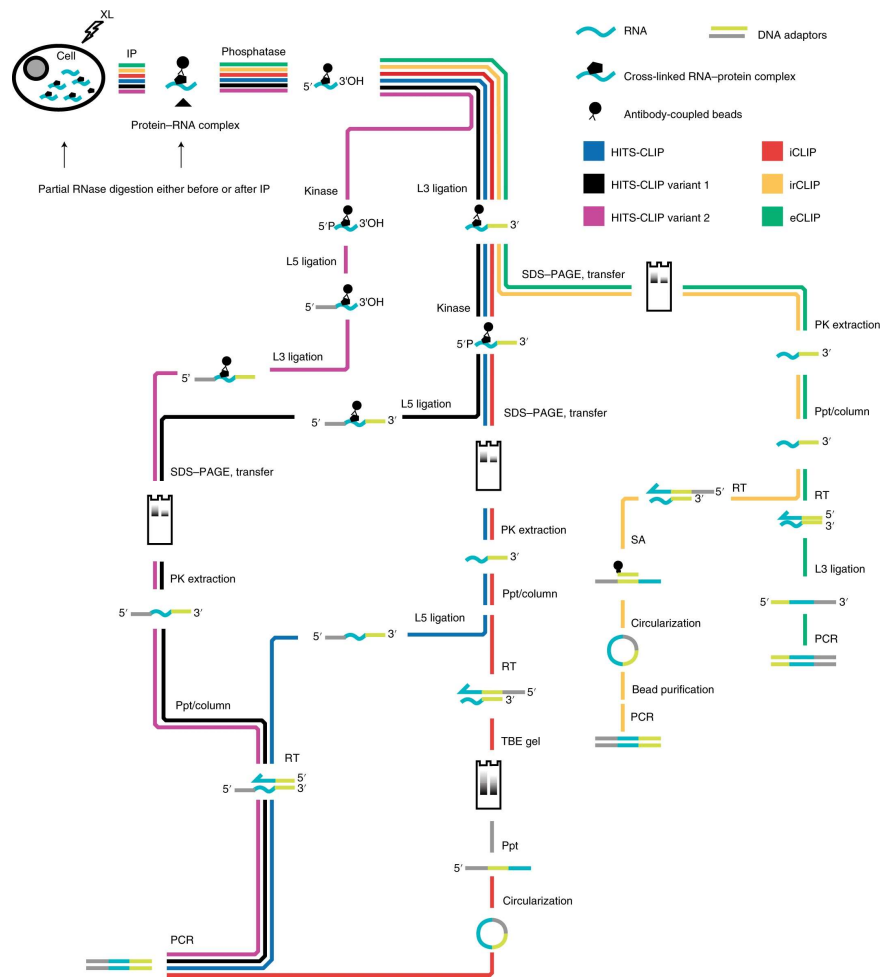 XL
Cell
IP
Phosphatase
5′
3′OH
Protein–RNA complex
Partial RNase digestion either before or after IP
RNA
DNA adaptors
Cross-linked RNA–protein complex
Antibody-coupled beads
HITS-CLIP
iCLIP
HITS-CLIP variant 1
irCLIP
HITS-CLIP variant 2
eCLIP
Kinase
L3 ligation
5′P
3′OH
3′
L5 ligation
SDS–PAGE, transfer
5′
3′OH
Kinase
PK extraction
5′P
3′
3′
L3 ligation
5′
L5 ligation
SDS–PAGE, transfer
Ppt/column
5′
3′
3′
SDS–PAGE, transfer
RT
5′
3′
RT
5′
3′
PK extraction
SA
PK extraction
3′
L3 ligation
Ppt/column
5′
3′
L5 ligation
5′
3′
5′
3′
Circularization
PCR
RT
5′
3′
Bead purification
Ppt/column
PCR
TBE gel
RT
5′
3′
Ppt
5′
Circularization
PCR